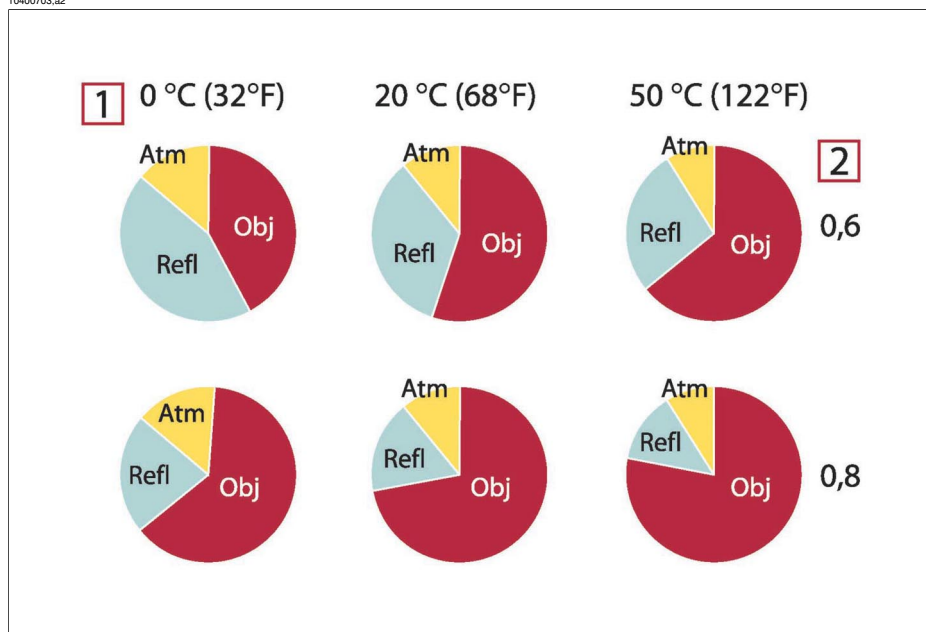 10400703;a2
1 0 °C (32°F) 20 °C (68°F) 50 °C (122°F)
Atm Atm Atm
2
Obj Refl Obj Refl Obj Refl 0,6
Atm Atm Atm
Refl Obj Refl Obj Refl Obj 0,8